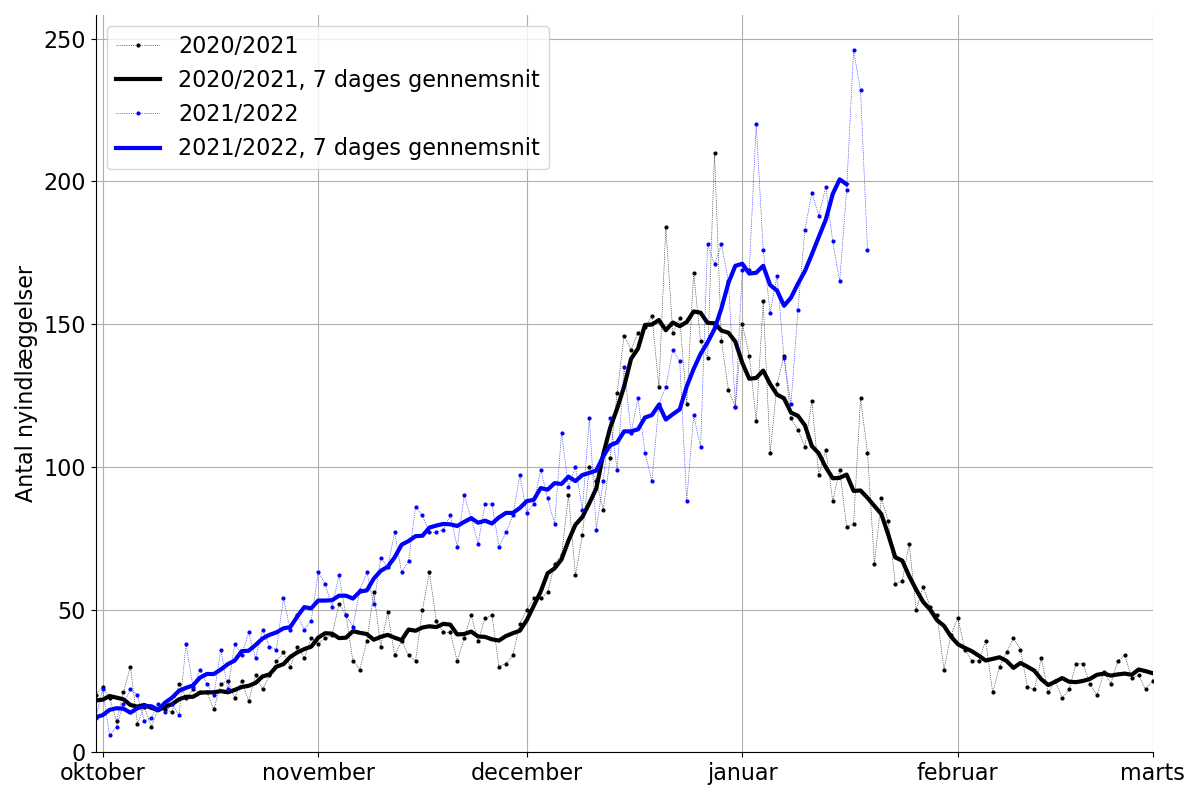 250
200
150
100
50
0
Antal nyindlæggelser
2020/2021
2020/2021, 7 dages gennemsnit
2021/2022
2021/2022, 7 dages gennemsnit
oktober november december januar februar marts